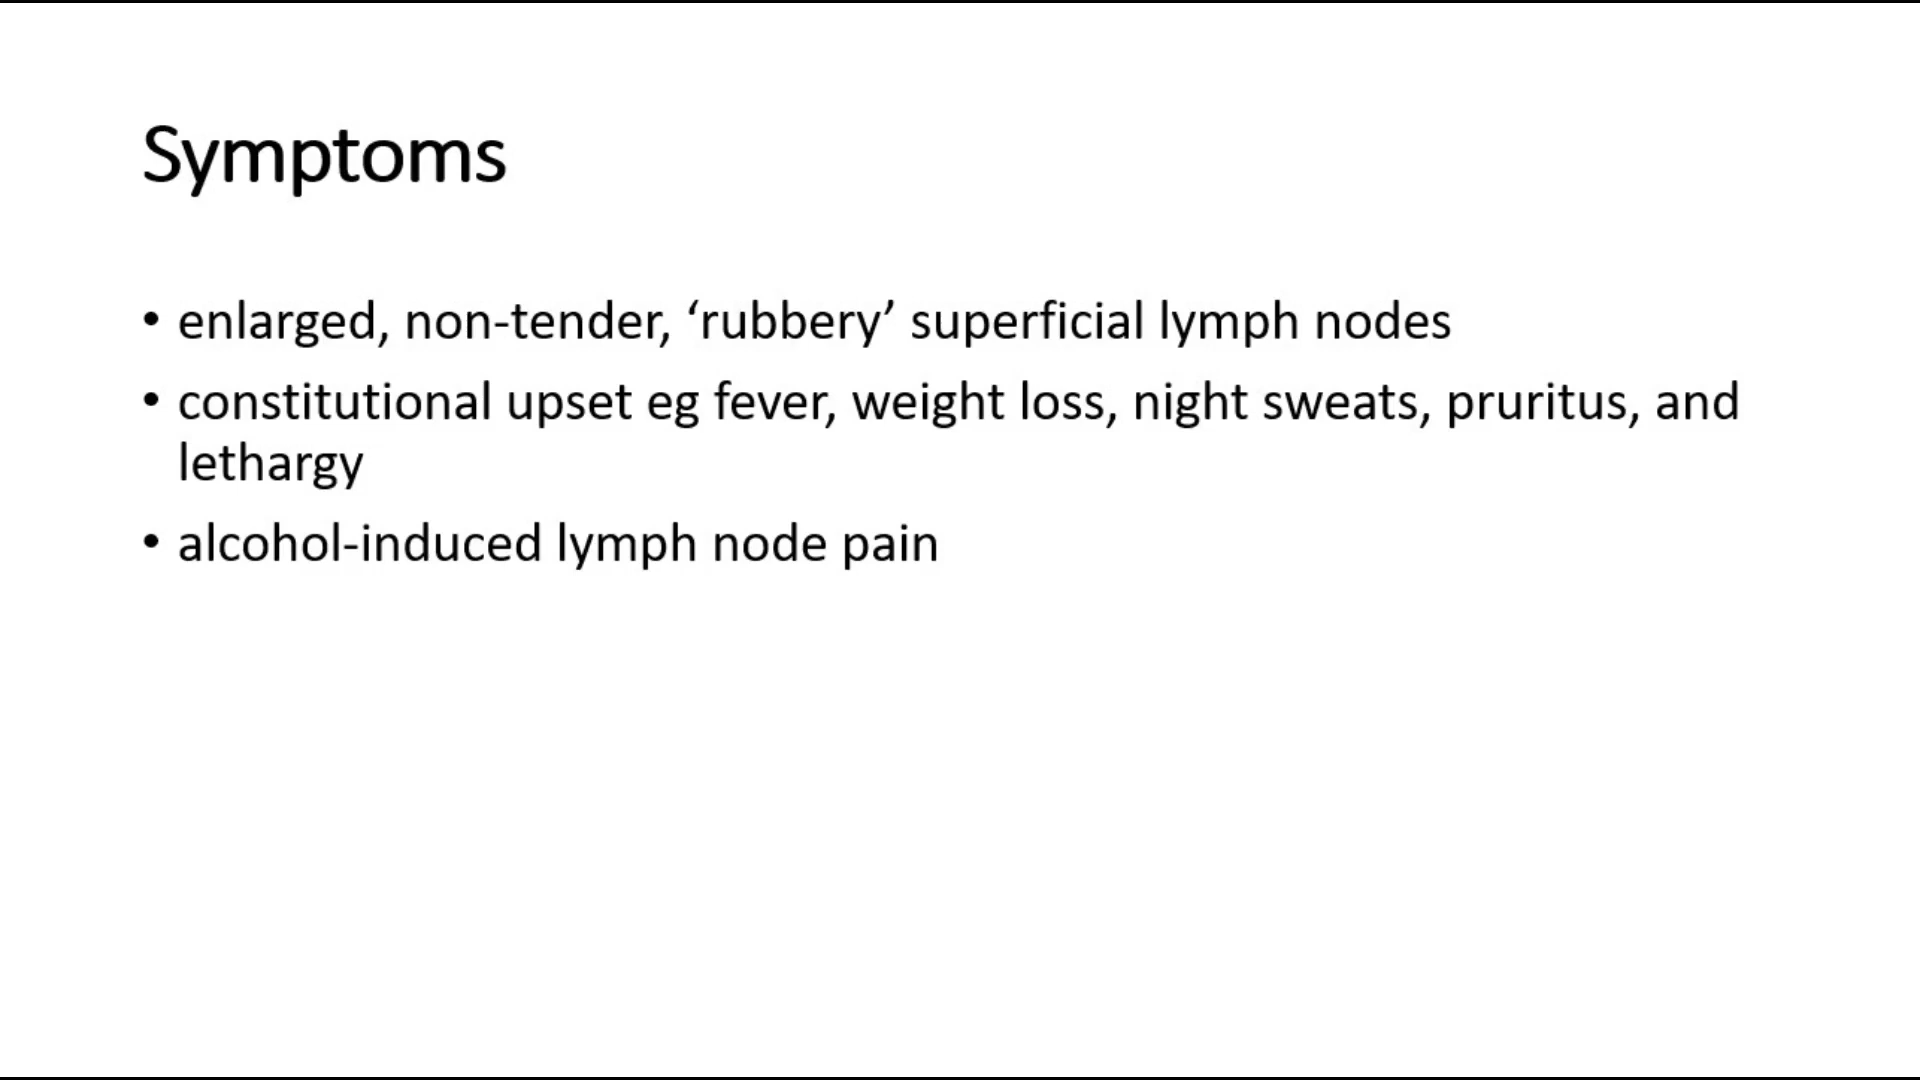 Symptoms
• enlarged, non-tender, ‘rubbery’ superficial lymph nodes
• constitutional upset eg fever, weight loss, night sweats, pruritus, and
lethargy
• alcohol-induced lymph node pain